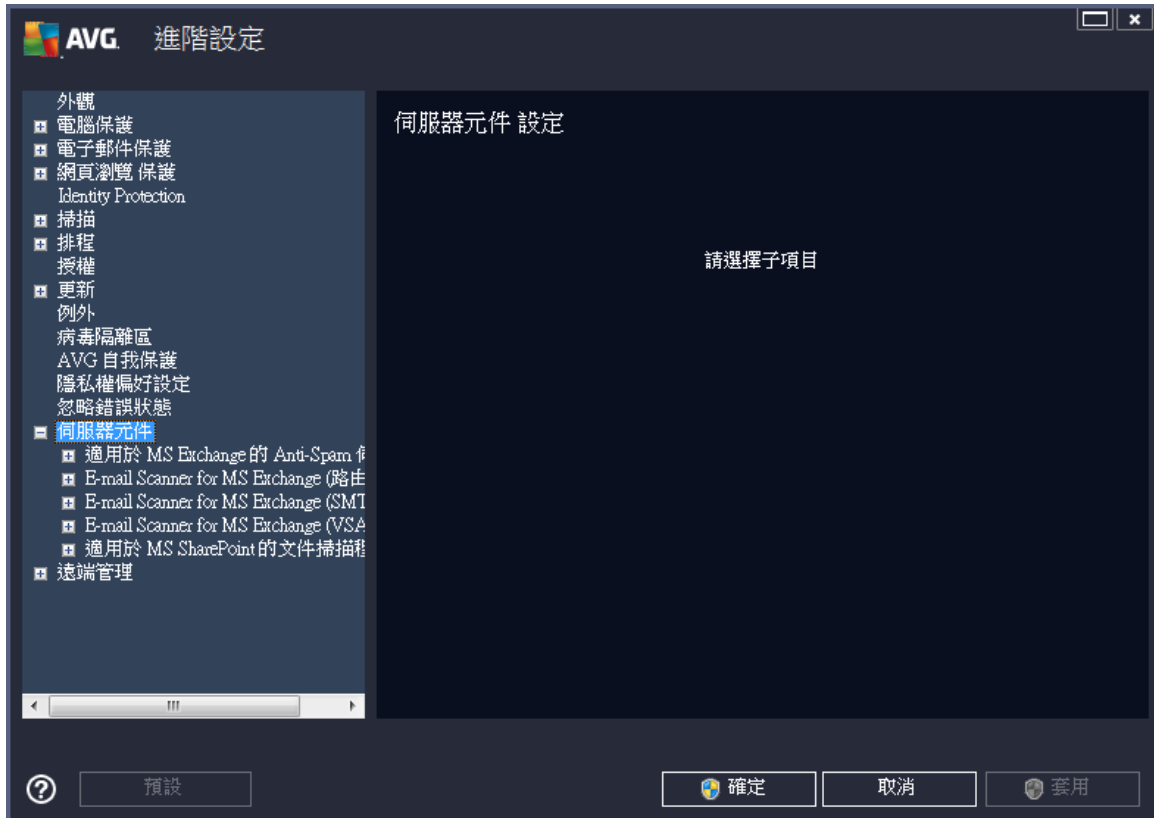 AVG. 進階設定
外觀
電腦保護
電子郵件保護
網頁瀏覽 保護
Identity Protection
掃描
排程
授權
更新
例外
病毒隔離區
AVG 自我保護
隱私權偏好設定
忽略錯誤狀態
伺服器元件
適用於 MS Exchange 的 Anti-Spam
E-mail Scanner for MS Exchange (路由
E-mail Scanner for MS Exchange (SMT
E-mail Scanner for MS Exchange (VSA
適用於 MS SharePoint 的文件掃描程
遠端管理
伺服器元件 設定
請選擇子項目
預設
確定
取消
套用